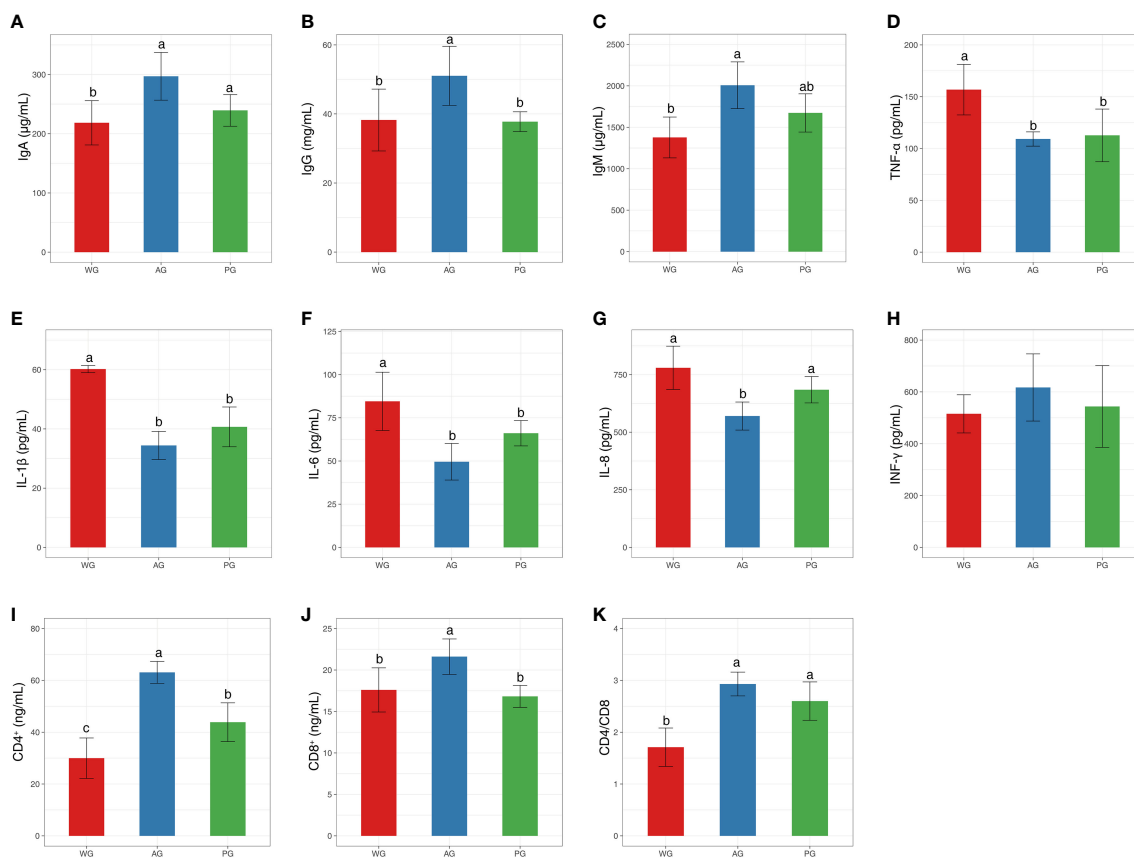 A
IgA (μg/mL)
300
200
100
0
b
a
a
WG AG PG
B
IgG (mg/mL)
60
40
20
0
b
a
b
WG AG PG
C
IgM (μg/mL)
2500
2000
1500
1000
500
0
b
a
ab
WG AG PG
D
TNF-α (pg/mL)
200
150
100
50
0
a
b
b
WG AG PG
E
IL-1β (pg/mL)
60
40
20
0
a
b
b
WG AG PG
F
IL-6 (pg/mL)
125
100
75
50
25
0
a
b
b
WG AG PG
G
IL-8 (pg/mL)
750
500
250
0
a
b
a
WG AG PG
H
INF-γ (pg/mL)
800
600
400
200
0
WG AG PG
I
CD4⁺ (ng/mL)
80
60
40
20
0
c
a
b
WG AG PG
J
CD8⁺ (ng/mL)
25
20
15
10
5
0
b
a
b
WG AG PG
K
CD4/CD8
4
3
2
1
0
b
a
a
WG AG PG